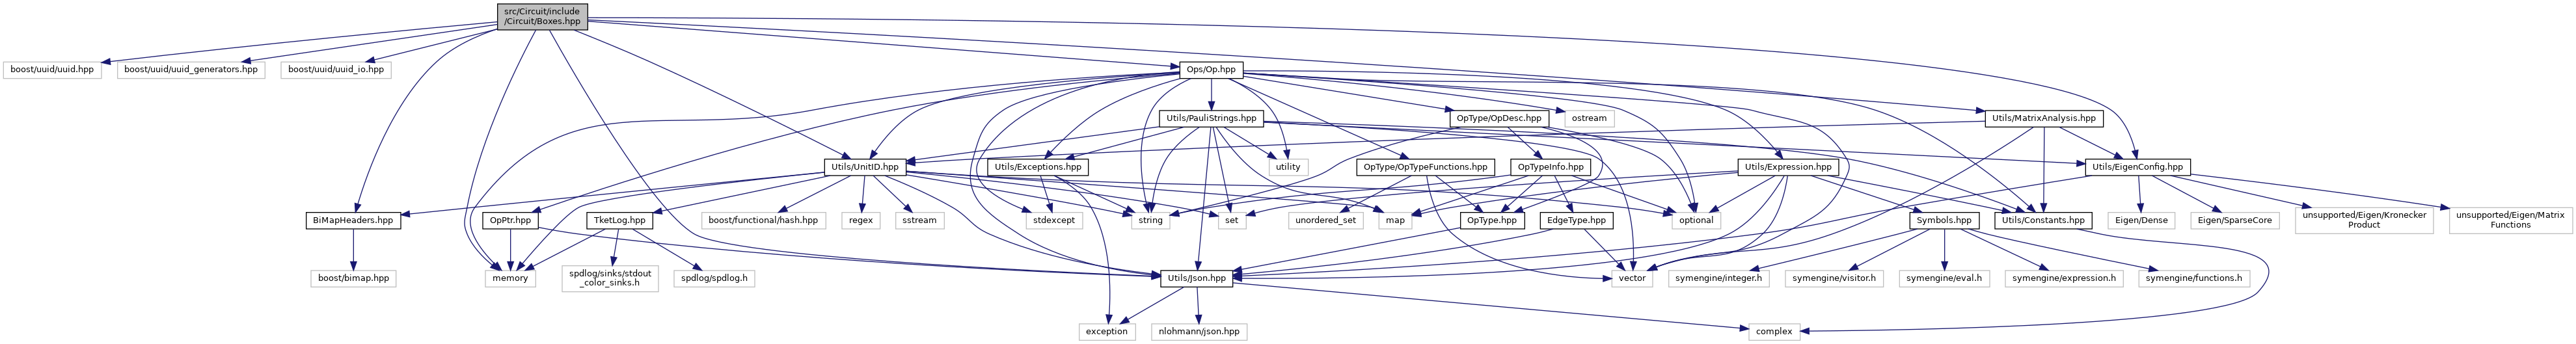 src/Circuit/include
/Circuit/Boxes.hpp
boost/uuid/uuid.hpp
boost/uuid/uuid_generators.hpp
boost/uuid/uuid_io.hpp
Ops/Op.hpp
Utils/PauliStrings.hpp
OpType/OpDesc.hpp
ostream
Utils/MatrixAnalysis.hpp
Utils/UnitID.hpp
Utils/Exceptions.hpp
utility
OpType/OpTypeFunctions.hpp
OpTypeInfo.hpp
Utils/Expression.hpp
Utils/EigenConfig.hpp
BiMapHeaders.hpp
OpPtr.hpp
TketLog.hpp
boost/functional/hash.hpp
regex
sstream
stdexcept
string
set
unordered_set
map
OpType.hpp
EdgeType.hpp
optional
Symbols.hpp
Utils/Constants.hpp
Eigen/Dense
Eigen/SparseCore
unsupported/Eigen/Kronecker
Product
unsupported/Eigen/Matrix
Functions
boost/bimap.hpp
memory
spdlog/sinks/stdout
_color_sinks.h
spdlog/spdlog.h
Utils/Json.hpp
vector
symengine/integer.h
symengine/visitor.h
symengine/eval.h
symengine/expression.h
symengine/functions.h
exception
nlohmann/json.hpp
complex